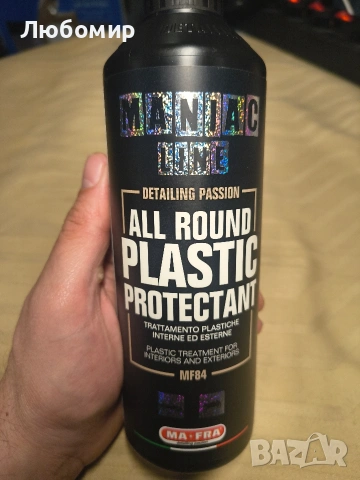 Любомир
MANIAC
LINE
DETAILING PASSION
ALL ROUND
PLASTIC
PROTECTANT
TRATTAMENTO PLASTICHE
INTERNE ED ESTERNE
PLASTIC TREATMENT FOR
INTERIORS AND EXTERIORS
MF84
MA-FRA
BAZAR